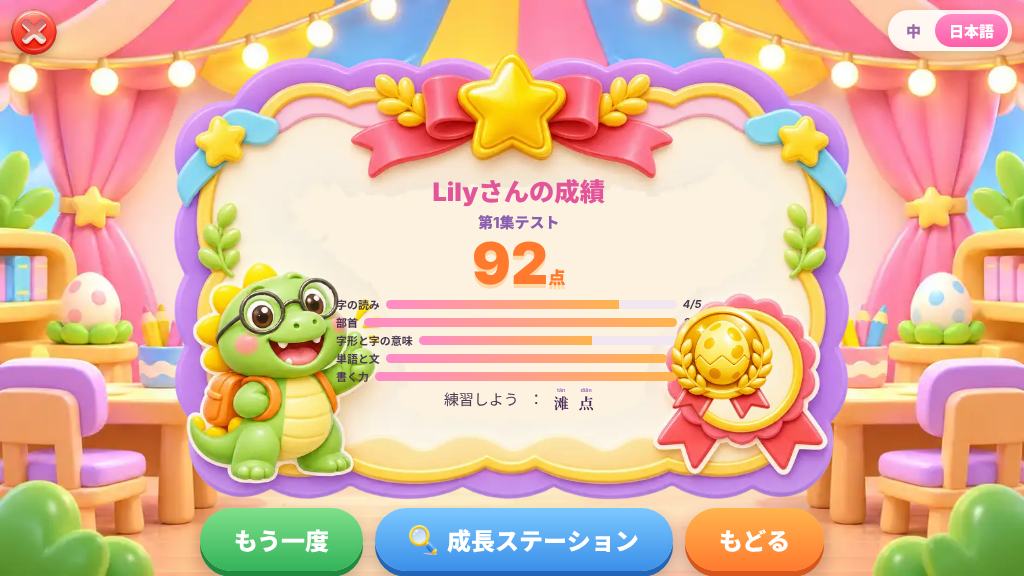 中 日本語
Lilyさんの成績
第1集テスト
92点
字の読み 4/5
部首
字形と字の意味
単語と文
書く力
tān diǎn
練習しよう ： 滩 点
もう一度 成長ステーション もどる